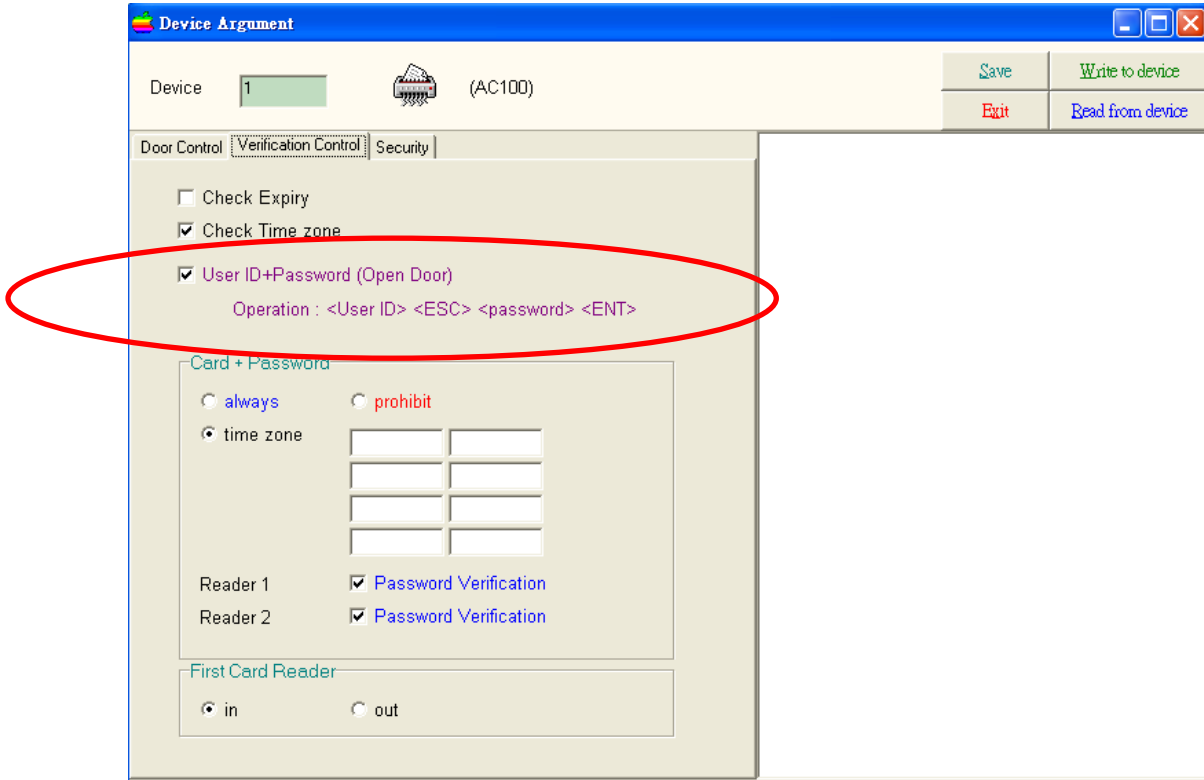 Device Argument
Device 1 (AC100)
Save Write to device
Exit Read from device
Door Control Verification Control Security
Check Expiry
Check Time zone
User ID+Password (Open Door)
Operation : <User ID> <ESC> <password> <ENT>
Card + Password
always prohibit
time zone
Reader 1 Password Verification
Reader 2 Password Verification
First Card Reader
in out